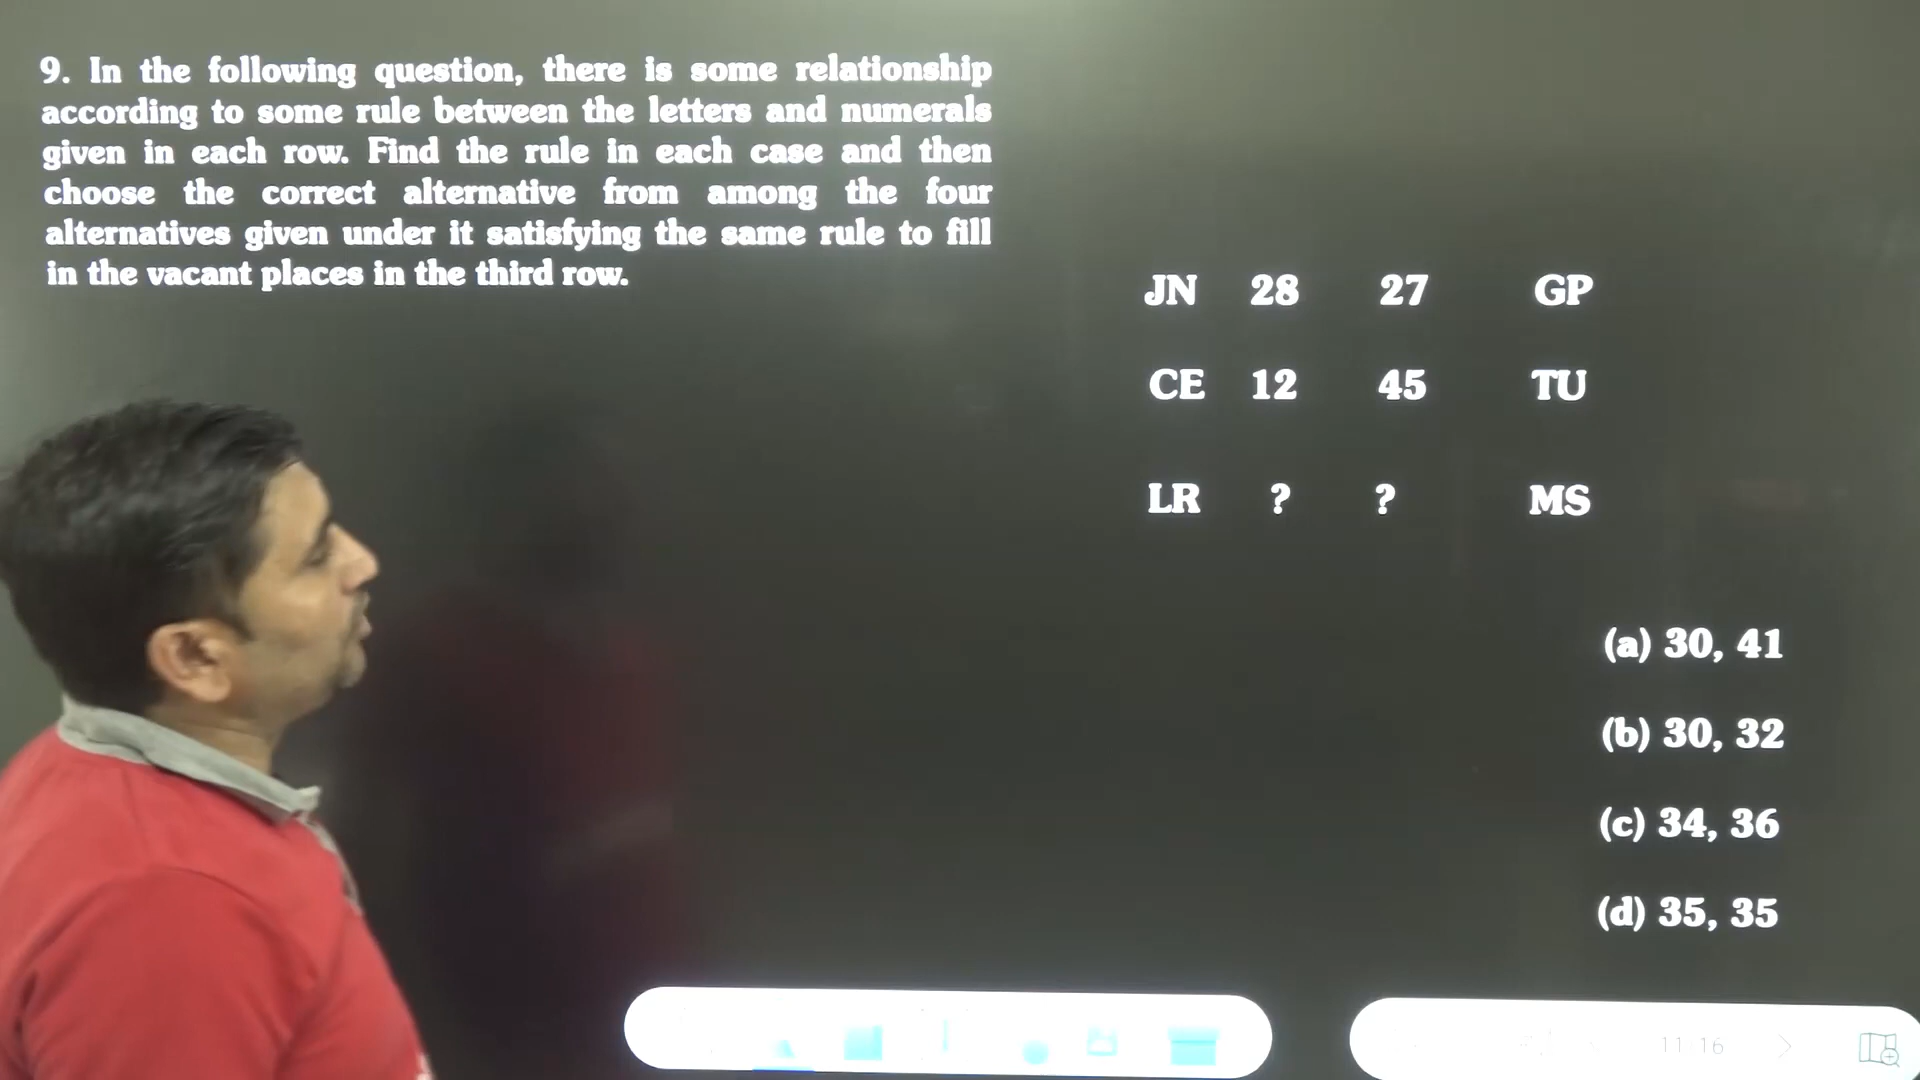 9. In the following question, there is some relationship
according to some rule between the letters and numerals
given in each row. Find the rule in each case and then
choose the correct alternative from among the four
alternatives given under it satisfying the same rule to fill
in the vacant places in the third row.
JN 28 27 GP
CE 12 45 TU
LR ? ? MS
(a) 30, 41
(b) 30, 32
(c) 34, 36
(d) 35, 35
11 16